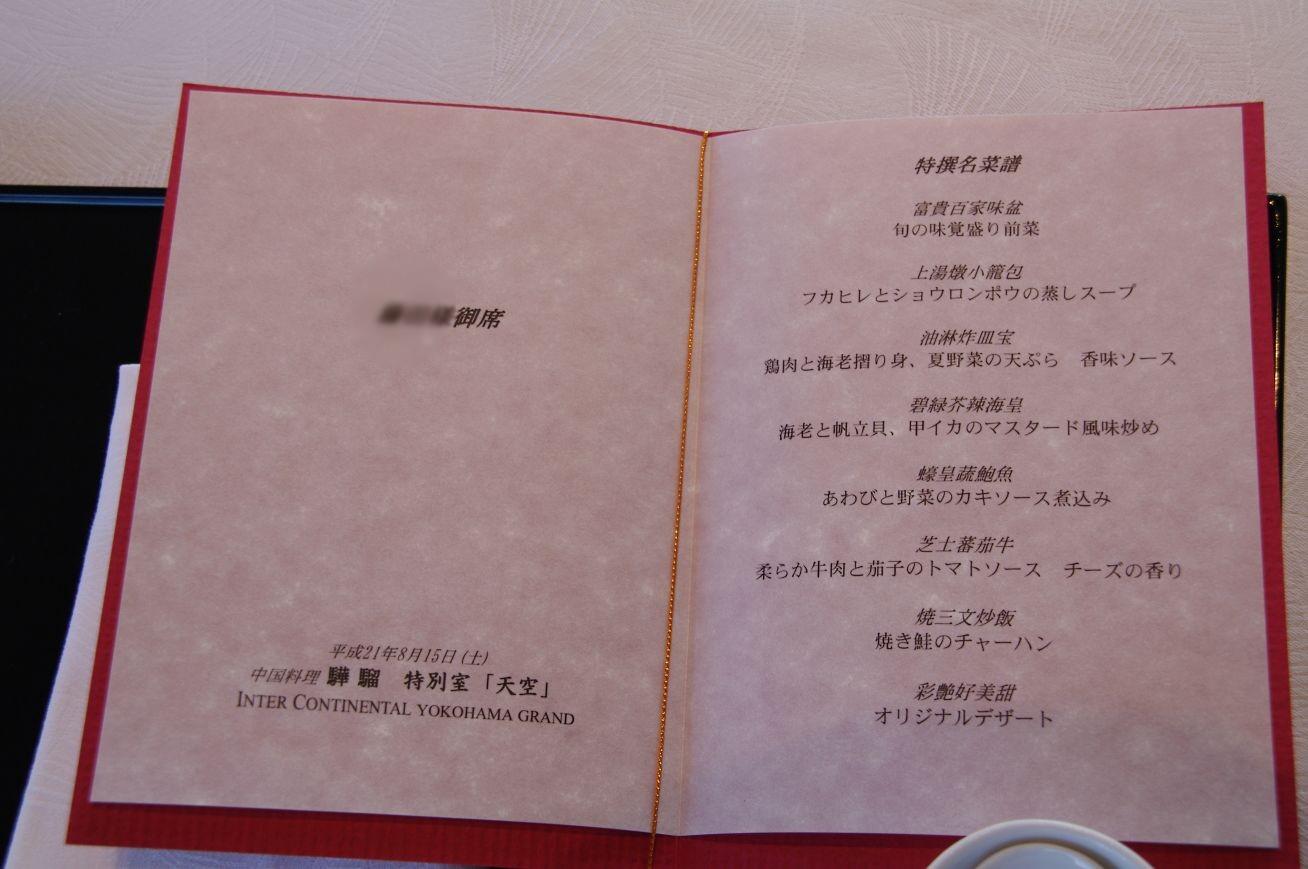 御席
平成21年8月15日(土)
中国料理 驊騮 特別室「天空」
INTER CONTINENTAL YOKOHAMA GRAND
特撰名菜譜
富貴百家味盆
旬の味覚盛り前菜
上湯燉小籠包
フカヒレとショウロンポウの蒸しスープ
油淋炸皿宝
鶏肉と海老摺り身、夏野菜の天ぷら 香味ソース
碧緑芥辣海皇
海老と帆立貝、甲イカのマスタード風味炒め
蠔皇蔬鮑魚
あわびと野菜のカキソース煮込み
芝士蕃茄牛
柔らか牛肉と茄子のトマトソース チーズの香り
焼三文炒飯
焼き鮭のチャーハン
彩艶好美甜
オリジナルデザート